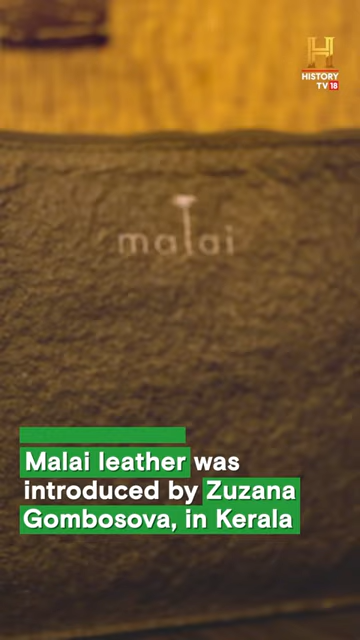 HISTORY
TV18
malai
Malai leather was
introduced by Zuzana
Gombosova, in Kerala